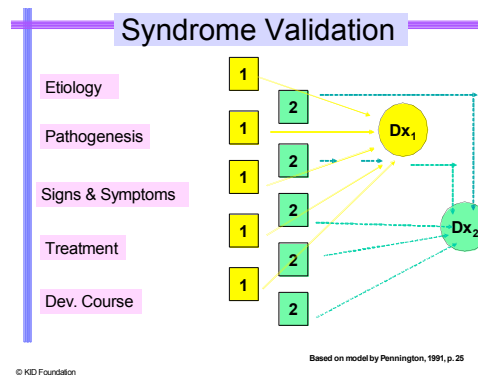 Syndrome Validation
Etiology
Pathogenesis
Signs & Symptoms
Treatment
Dev. Course
1
2
1
2
1
2
1
2
1
2
Dx₁
Dx₂
Based on model by Pennington, 1991, p. 25
© KID Foundation